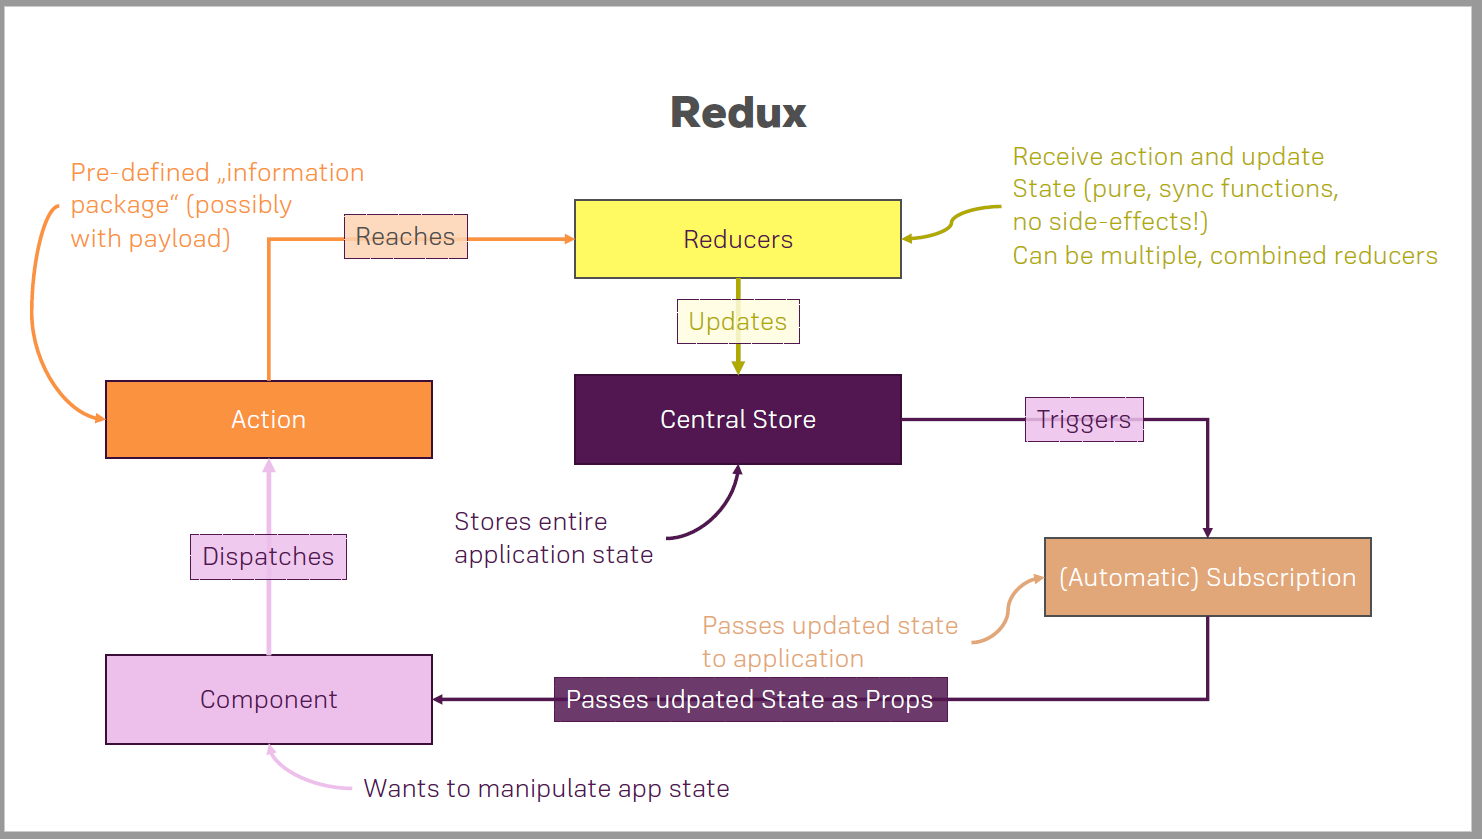 Redux
Pre-defined „information
package“ (possibly
with payload)
Reaches
Reducers
Receive action and update
State (pure, sync functions,
no side-effects!)
Can be multiple, combined reducers
Updates
Action
Central Store
Triggers
Stores entire
application state
Dispatches
(Automatic) Subscription
Passes updated state
to application
Component
Passes udpated State as Props
Wants to manipulate app state